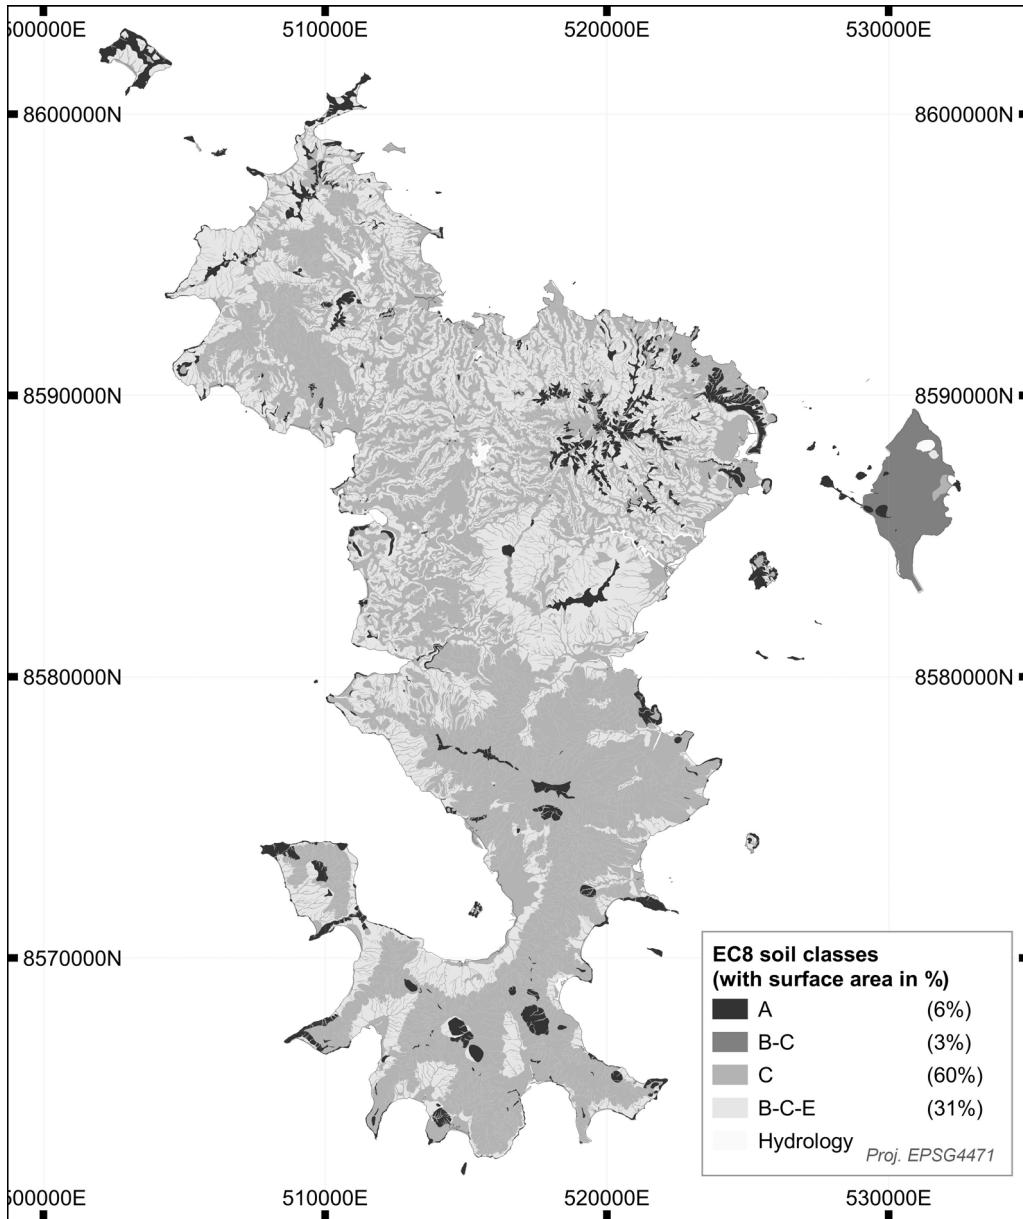 500000E 510000E 520000E 530000E
8600000N 8600000N
8590000N 8590000N
8580000N 8580000N
8570000N
EC8 soil classes
(with surface area in %)
A (6%)
B-C (3%)
C (60%)
B-C-E (31%)
Hydrology
Proj. EPSG4471
500000E 510000E 520000E 530000E